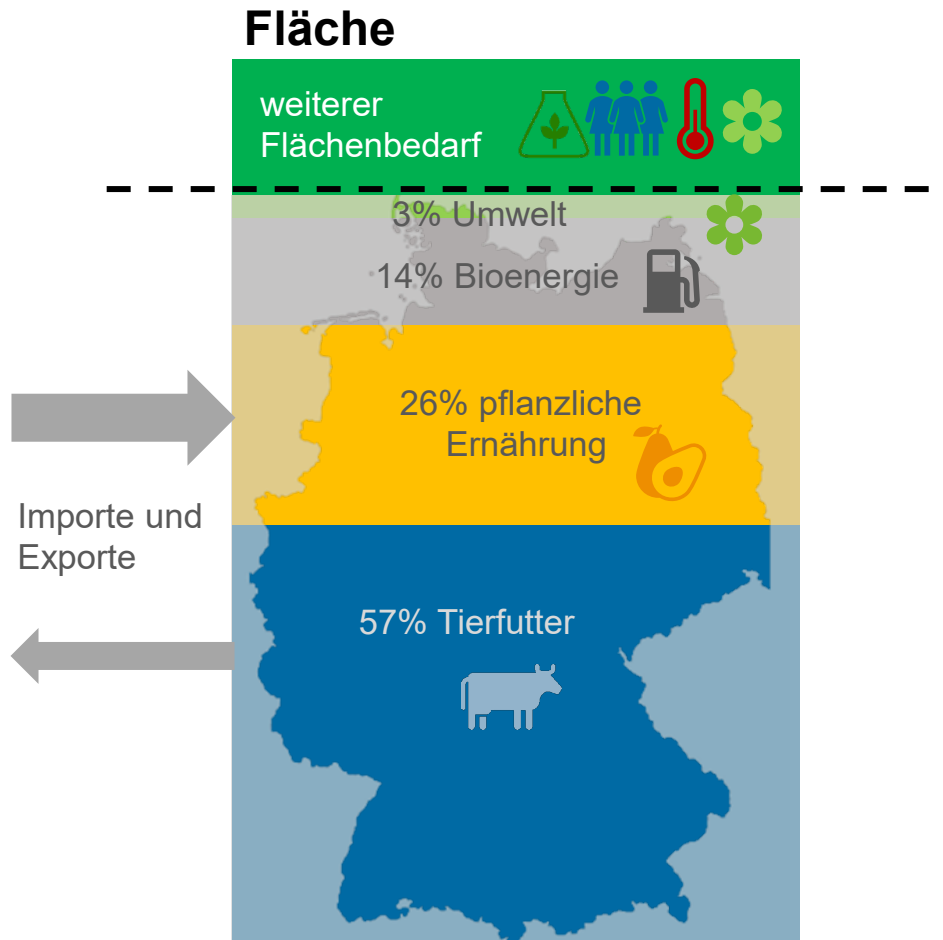 Fläche
weiterer
Flächenbedarf
3% Umwelt
14% Bioenergie
26% pflanzliche
Ernährung
Importe und
Exporte
57% Tierfutter